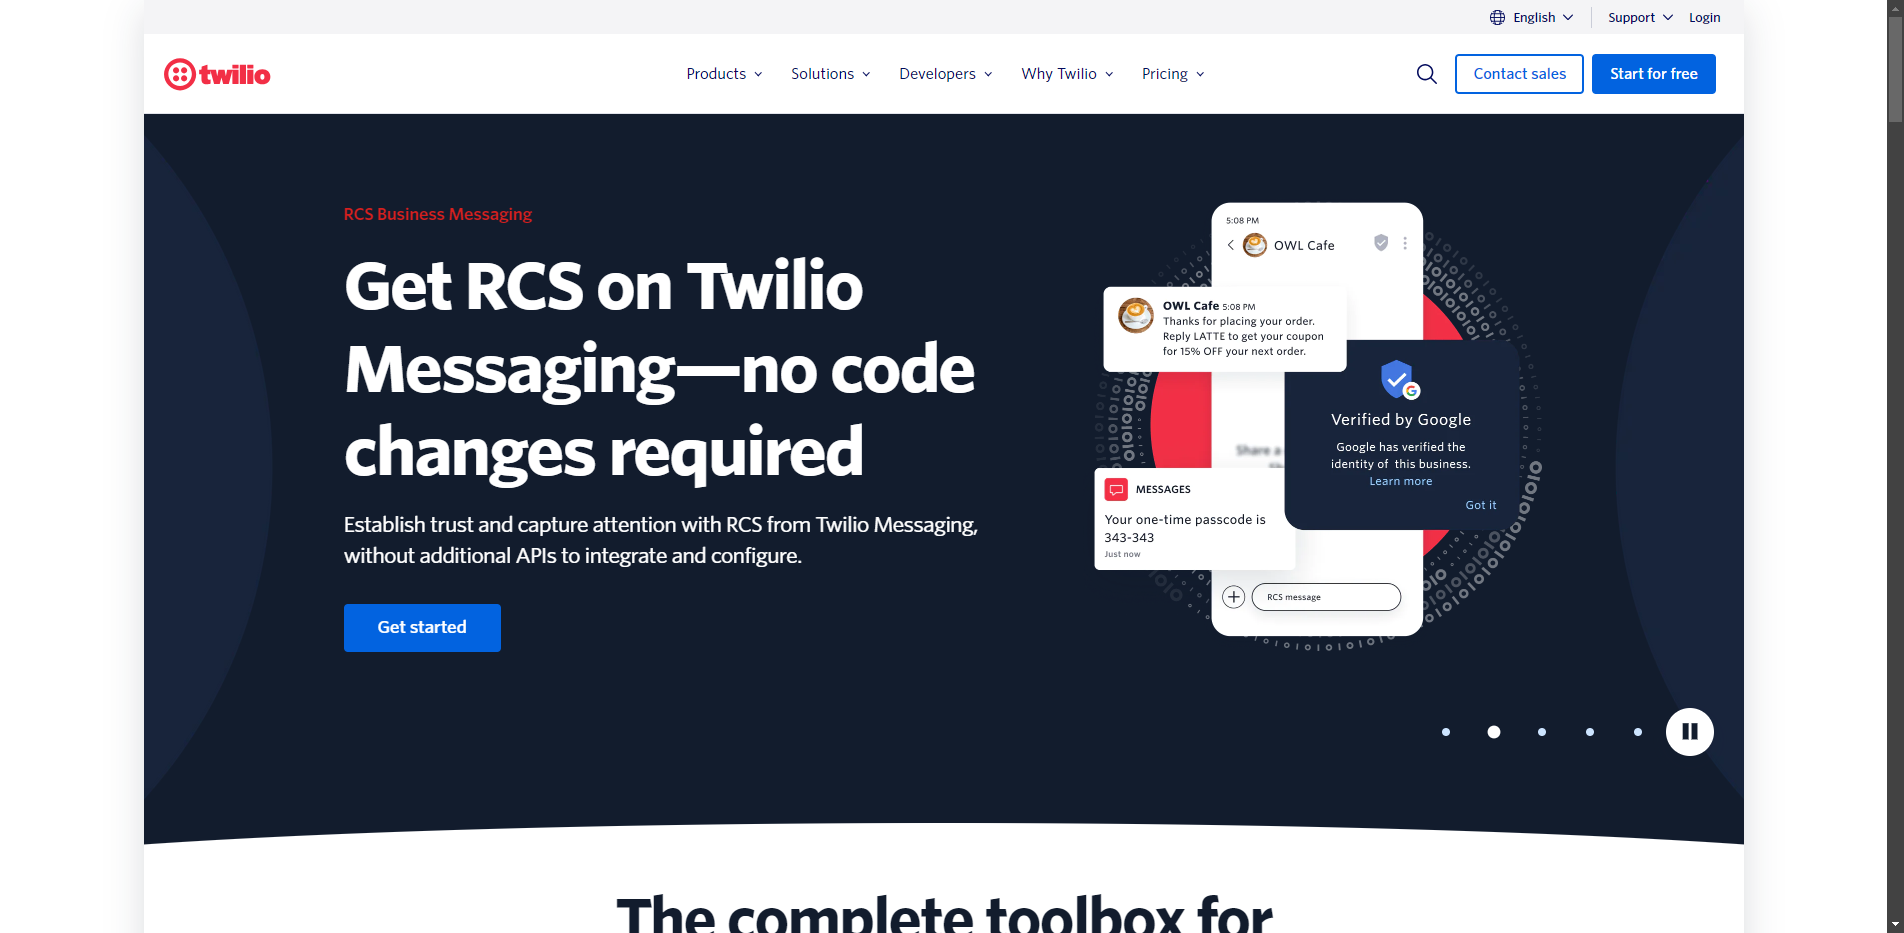 English
Support
Login
twilio
Products
Solutions
Developers
Why Twilio
Pricing
Contact sales
Start for free
RCS Business Messaging
Get RCS on Twilio
Messaging—no code
changes required
Establish trust and capture attention with RCS from Twilio Messaging,
without additional APIs to integrate and configure.
Get started
5:08 PM
OWL Cafe
OWL Cafe 5:08 PM
Thanks for placing your order.
Reply LATTE to get your coupon
for 15% OFF your next order.
Verified by Google
Google has verified the
identity of this business.
Learn more
Got it
Share a
MESSAGES
Your one-time passcode is
343-343
Just now
RCS message
The complete toolbox for